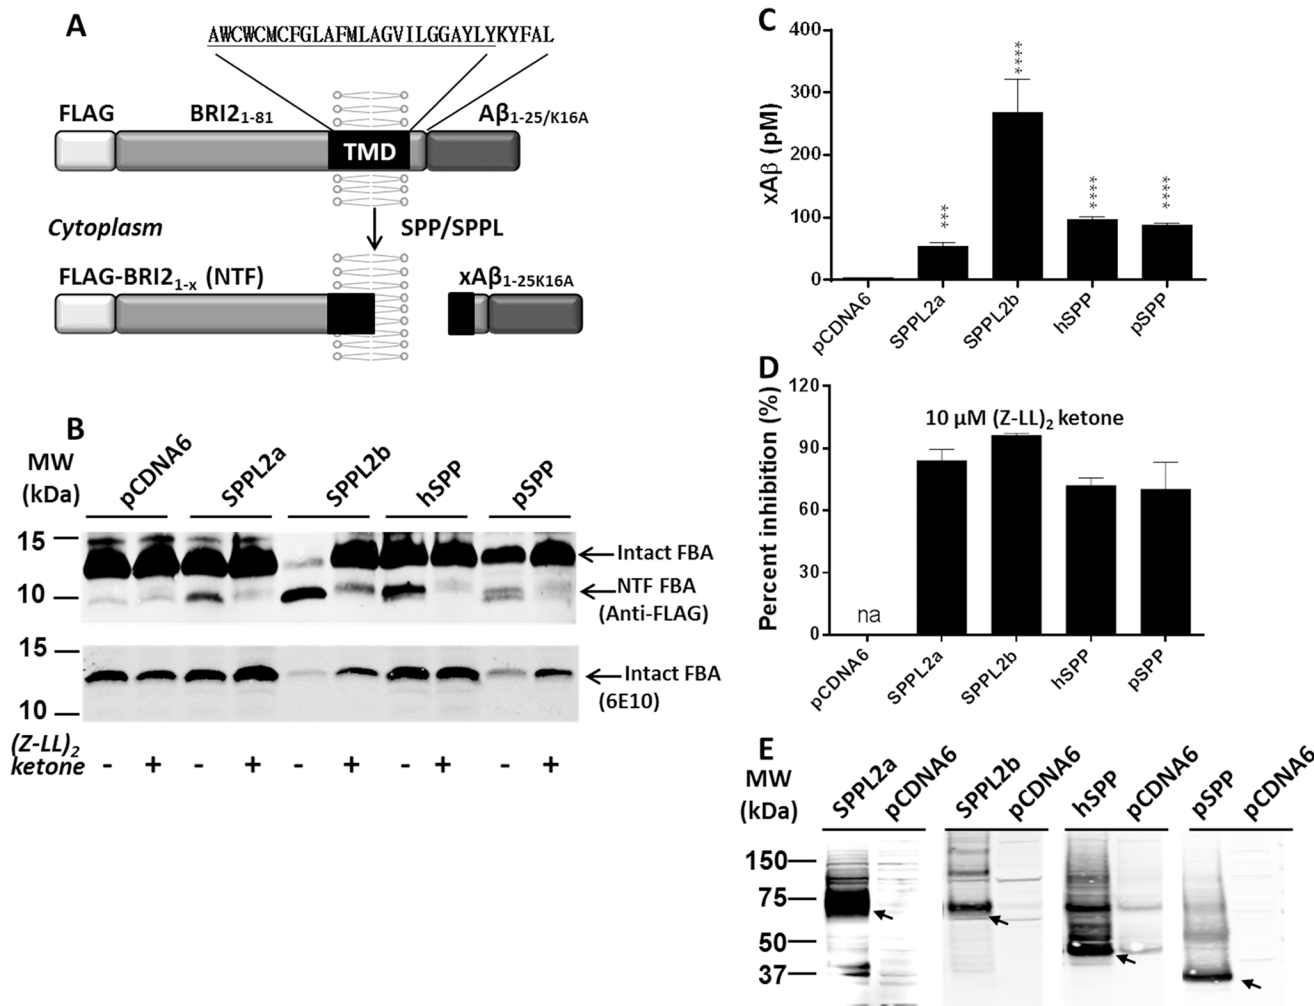 A
AWCWCMCFGLAFMLAGVILGGAYLYKYFAL
FLAG
BRI2₁₋₈₁
Aβ₁₋₂₅/K16A
TMD
Cytoplasm
SPP/SPPL
FLAG-BRI2₁₋ₓ (NTF)
xAβ₁₋₂₅K16A
B
MW
(kDa)
pCDNA6
SPPL2a
SPPL2b
hSPP
pSPP
15
Intact FBA
10
NTF FBA
(Anti-FLAG)
15
Intact FBA
(6E10)
10
(Z-LL)₂
ketone
- + - + - + - + - +
C
xAβ (pM)
400
300
200
100
0
***
****
****
****
pCDNA6
SPPL2a
SPPL2b
hSPP
pSPP
D
Percent inhibition (%)
120
90
60
30
0
10 µM (Z-LL)₂ ketone
na
pCDNA6
SPPL2a
SPPL2b
hSPP
pSPP
E
MW
(kDa)
SPPL2a
pCDNA6
SPPL2b
pCDNA6
hSPP
pCDNA6
pSPP
pCDNA6
150
75
50
37